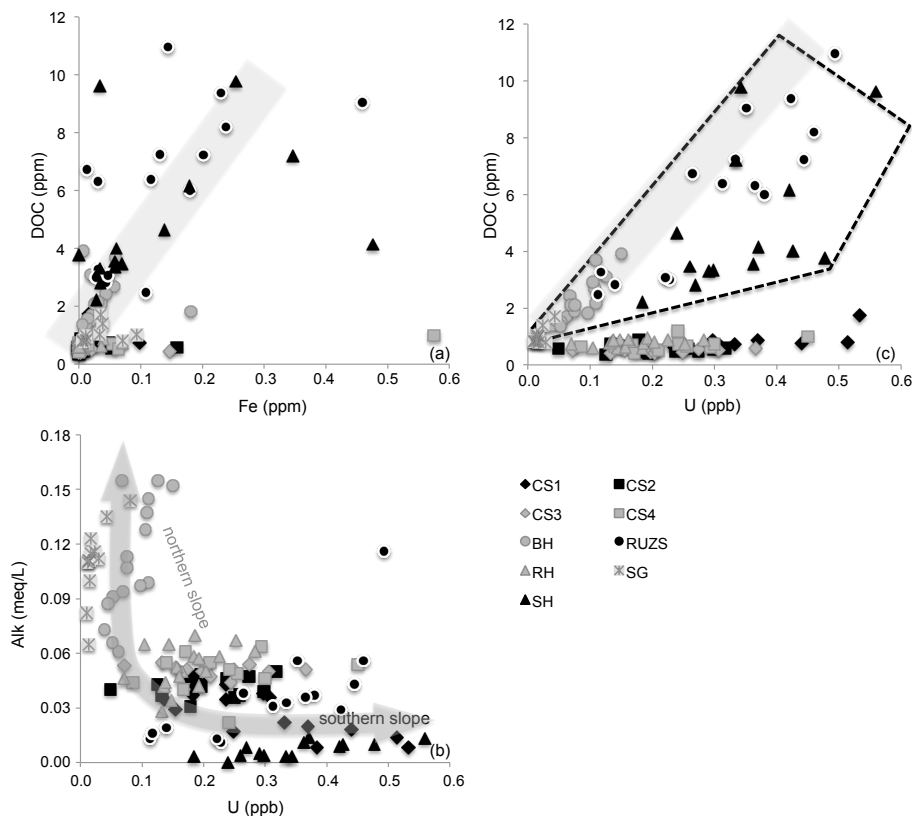 12
10
8
6
4
2
0
DOC (ppm)
0.0 0.1 0.2 0.3 0.4 0.5 0.6
Fe (ppm)
(a)
12
10
8
6
4
2
0
DOC (ppm)
0.0 0.1 0.2 0.3 0.4 0.5 0.6
U (ppb)
(c)
0.18
0.15
0.12
0.09
0.06
0.03
0.00
Alk (meq/L)
northern slope
southern slope
0.0 0.1 0.2 0.3 0.4 0.5 0.6
U (ppb)
(b)
CS1 CS2
CS3 CS4
BH RUZS
RH SG
SH